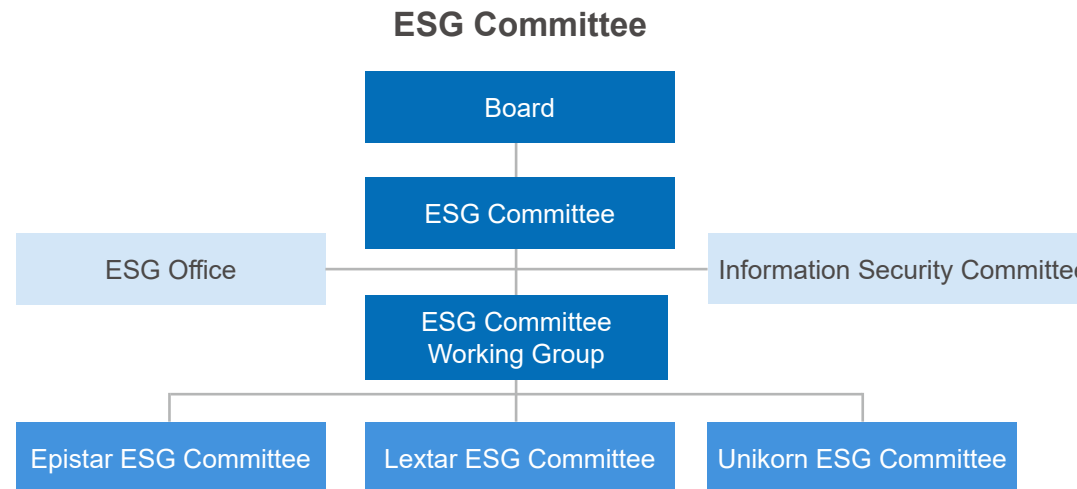 ESG Committee
Board
ESG Committee
ESG Office
Information Security Committee
ESG Committee
Working Group
Epistar ESG Committee
Lextar ESG Committee
Unikorn ESG Committee